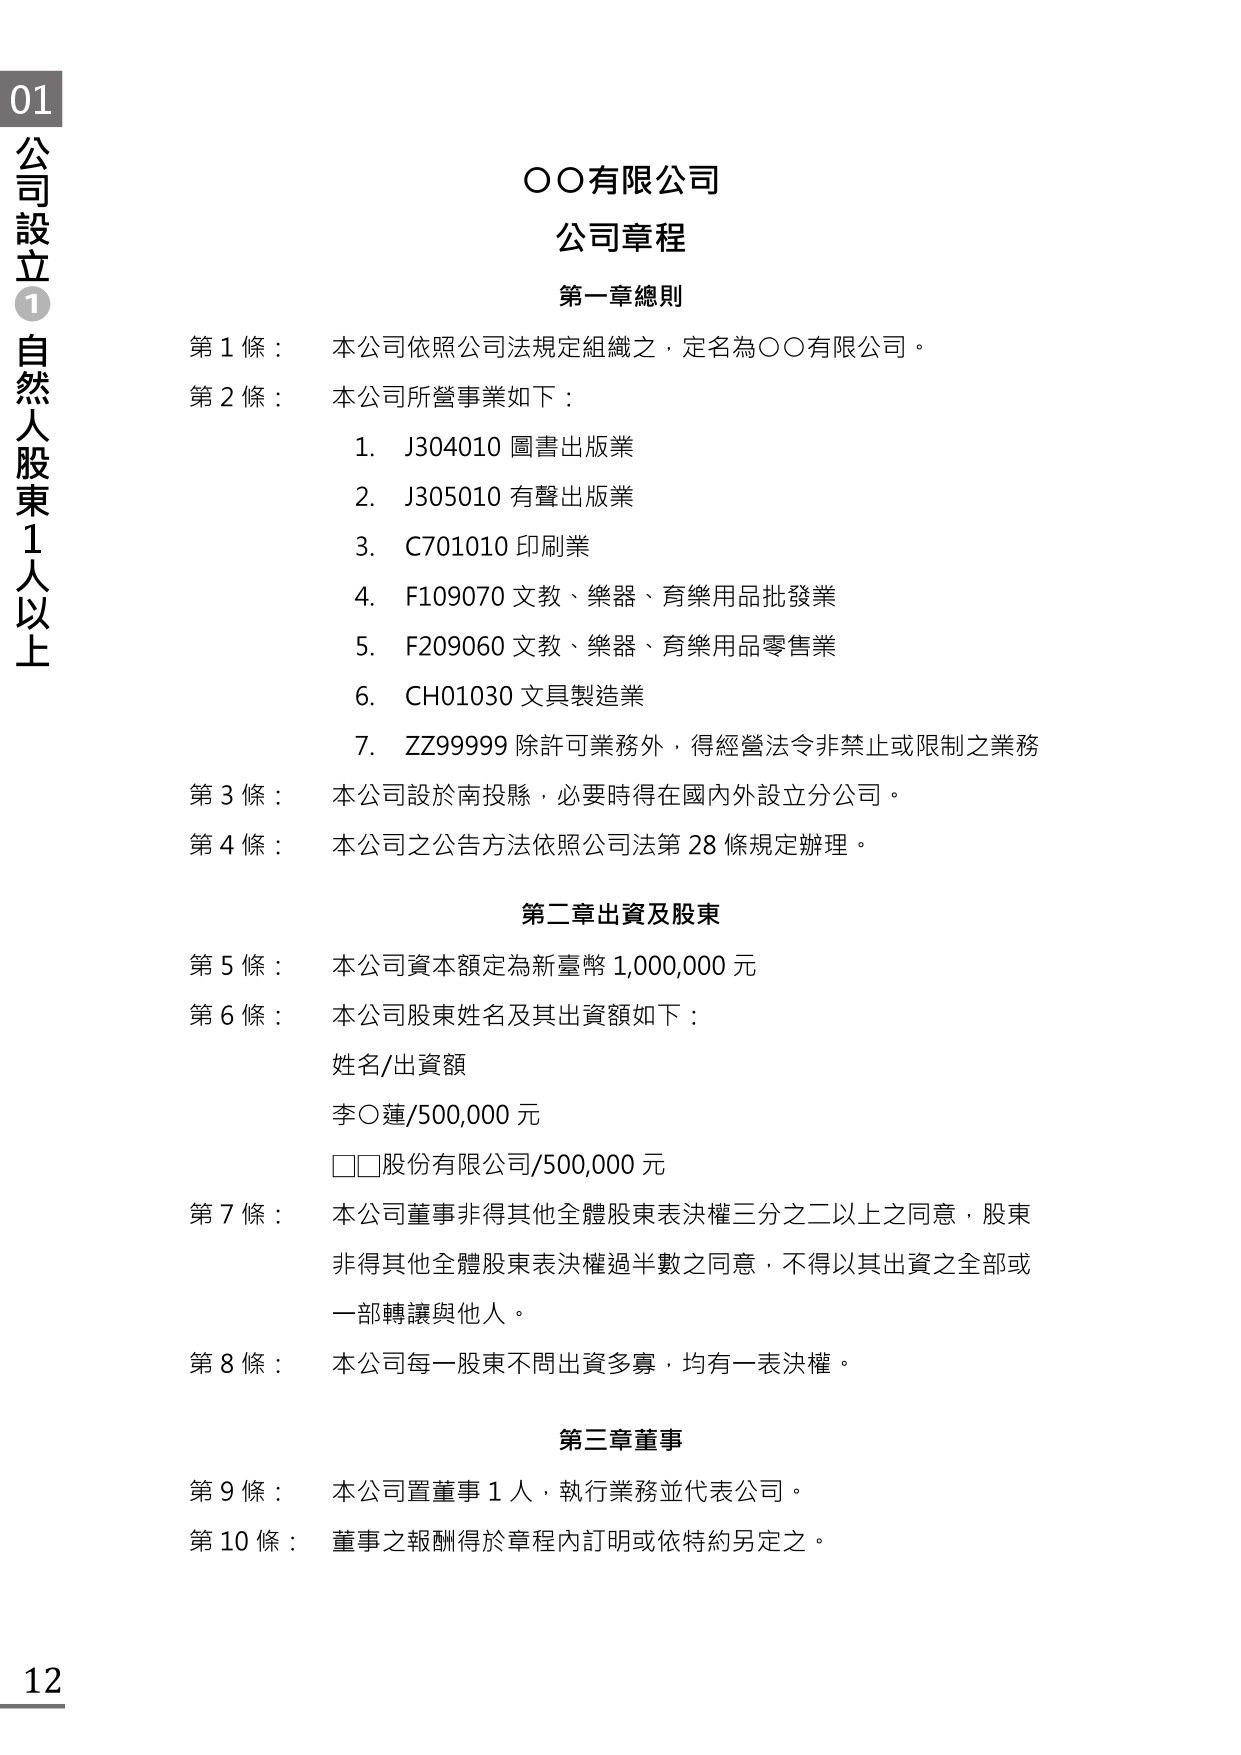 01
公司設立1自然人股東1人以上
○○有限公司
公司章程
第一章總則
第 1 條： 本公司依照公司法規定組織之，定名為○○有限公司。
第 2 條： 本公司所營事業如下：
1. J304010 圖書出版業
2. J305010 有聲出版業
3. C701010 印刷業
4. F109070 文教、樂器、育樂用品批發業
5. F209060 文教、樂器、育樂用品零售業
6. CH01030 文具製造業
7. ZZ99999 除許可業務外，得經營法令非禁止或限制之業務
第 3 條： 本公司設於南投縣，必要時得在國內外設立分公司。
第 4 條： 本公司之公告方法依照公司法第 28 條規定辦理。
第二章出資及股東
第 5 條： 本公司資本額定為新臺幣 1,000,000 元
第 6 條： 本公司股東姓名及其出資額如下：
姓名/出資額
李○蓮/500,000 元
□□股份有限公司/500,000 元
第 7 條： 本公司董事非得其他全體股東表決權三分之二以上之同意，股東
非得其他全體股東表決權過半數之同意，不得以其出資之全部或
一部轉讓與他人。
第 8 條： 本公司每一股東不問出資多寡，均有一表決權。
第三章董事
第 9 條： 本公司置董事 1 人，執行業務並代表公司。
第 10 條： 董事之報酬得於章程內訂明或依特約另定之。
12